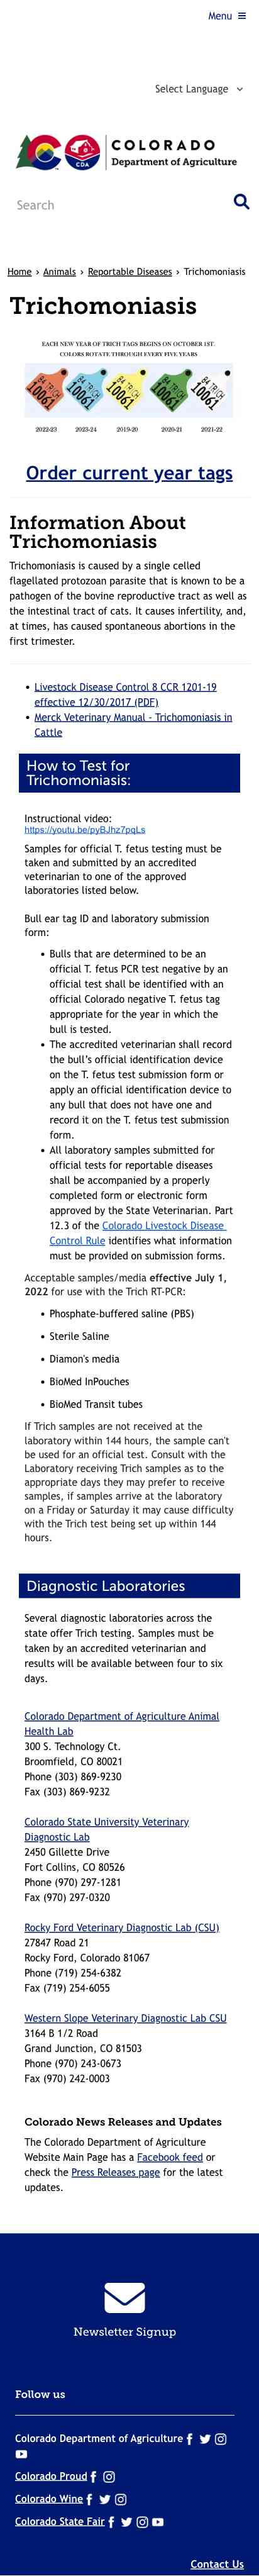 Menu
Select Language
COLORADO
Department of Agriculture
CDA
Search
Home › Animals › Reportable Diseases › Trichomoniasis
Trichomoniasis
EACH NEW YEAR OF TRICH TAGS BEGINS ON OCTOBER 1ST.
COLORS ROTATE THROUGH EVERY FIVE YEARS
2022-23 2023-24 2019-20 2020-21 2021-22
Order current year tags
Information About
Trichomoniasis
Trichomoniasis is caused by a single celled
flagellated protozoan parasite that is known to be a
pathogen of the bovine reproductive tract as well as
the intestinal tract of cats. It causes infertility, and,
at times, has caused spontaneous abortions in the
first trimester.
• Livestock Disease Control 8 CCR 1201-19
effective 12/30/2017 (PDF)
• Merck Veterinary Manual - Trichomoniasis in
Cattle
How to Test for
Trichomoniasis:
Instructional video:
https://youtu.be/pyBJhz7pqLs
Samples for official T. fetus testing must be
taken and submitted by an accredited
veterinarian to one of the approved
laboratories listed below.
Bull ear tag ID and laboratory submission
form:
• Bulls that are determined to be an
official T. fetus PCR test negative by an
official test shall be identified with an
official Colorado negative T. fetus tag
appropriate for the year in which the
bull is tested.
• The accredited veterinarian shall record
the bull’s official identification device
on the T. fetus test submission form or
apply an official identification device to
any bull that does not have one and
record it on the T. fetus test submission
form.
• All laboratory samples submitted for
official tests for reportable diseases
shall be accompanied by a properly
completed form or electronic form
approved by the State Veterinarian. Part
12.3 of the Colorado Livestock Disease
Control Rule identifies what information
must be provided on submission forms.
Acceptable samples/media effective July 1,
2022 for use with the Trich RT-PCR:
• Phosphate-buffered saline (PBS)
• Sterile Saline
• Diamon's media
• BioMed InPouches
• BioMed Transit tubes
If Trich samples are not received at the
laboratory within 144 hours, the sample can't
be used for an official test. Consult with the
Laboratory receiving Trich samples as to the
appropriate days they may prefer to receive
samples, if samples arrive at the laboratory
on a Friday or Saturday it may cause difficulty
with the Trich test being set up within 144
hours.
Diagnostic Laboratories
Several diagnostic laboratories across the
state offer Trich testing. Samples must be
taken by an accredited veterinarian and
results will be available between four to six
days.
Colorado Department of Agriculture Animal
Health Lab
300 S. Technology Ct.
Broomfield, CO 80021
Phone (303) 869-9230
Fax (303) 869-9232
Colorado State University Veterinary
Diagnostic Lab
2450 Gillette Drive
Fort Collins, CO 80526
Phone (970) 297-1281
Fax (970) 297-0320
Rocky Ford Veterinary Diagnostic Lab (CSU)
27847 Road 21
Rocky Ford, Colorado 81067
Phone (719) 254-6382
Fax (719) 254-6055
Western Slope Veterinary Diagnostic Lab CSU
3164 B 1/2 Road
Grand Junction, CO 81503
Phone (970) 243-0673
Fax (970) 242-0003
Colorado News Releases and Updates
The Colorado Department of Agriculture
Website Main Page has a Facebook feed or
check the Press Releases page for the latest
updates.
Newsletter Signup
Follow us
Colorado Department of Agriculture
Colorado Proud
Colorado Wine
Colorado State Fair
Contact Us